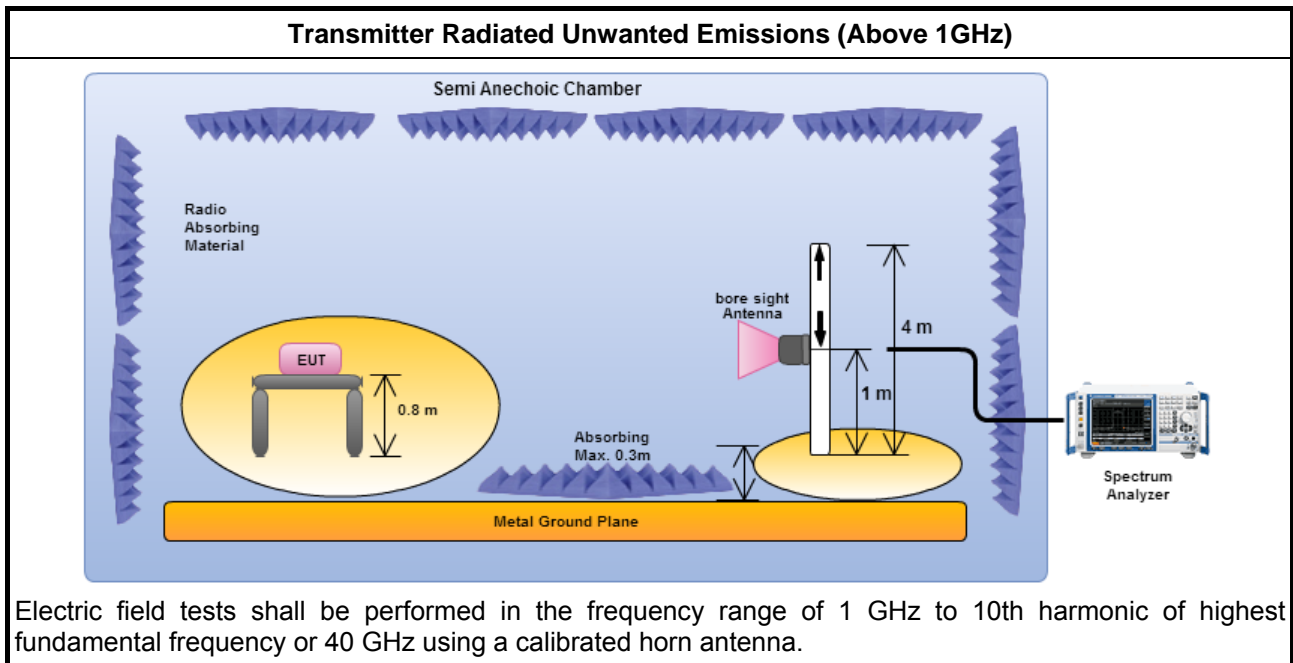 Transmitter Radiated Unwanted Emissions (Above 1GHz)
Semi Anechoic Chamber
Radio
Absorbing
Material
bore sight
Antenna
4 m
EUT
1 m
0.8 m
Absorbing
Max. 0.3m
Spectrum
Analyzer
Metal Ground Plane
Electric field tests shall be performed in the frequency range of 1 GHz to 10th harmonic of highest
fundamental frequency or 40 GHz using a calibrated horn antenna.